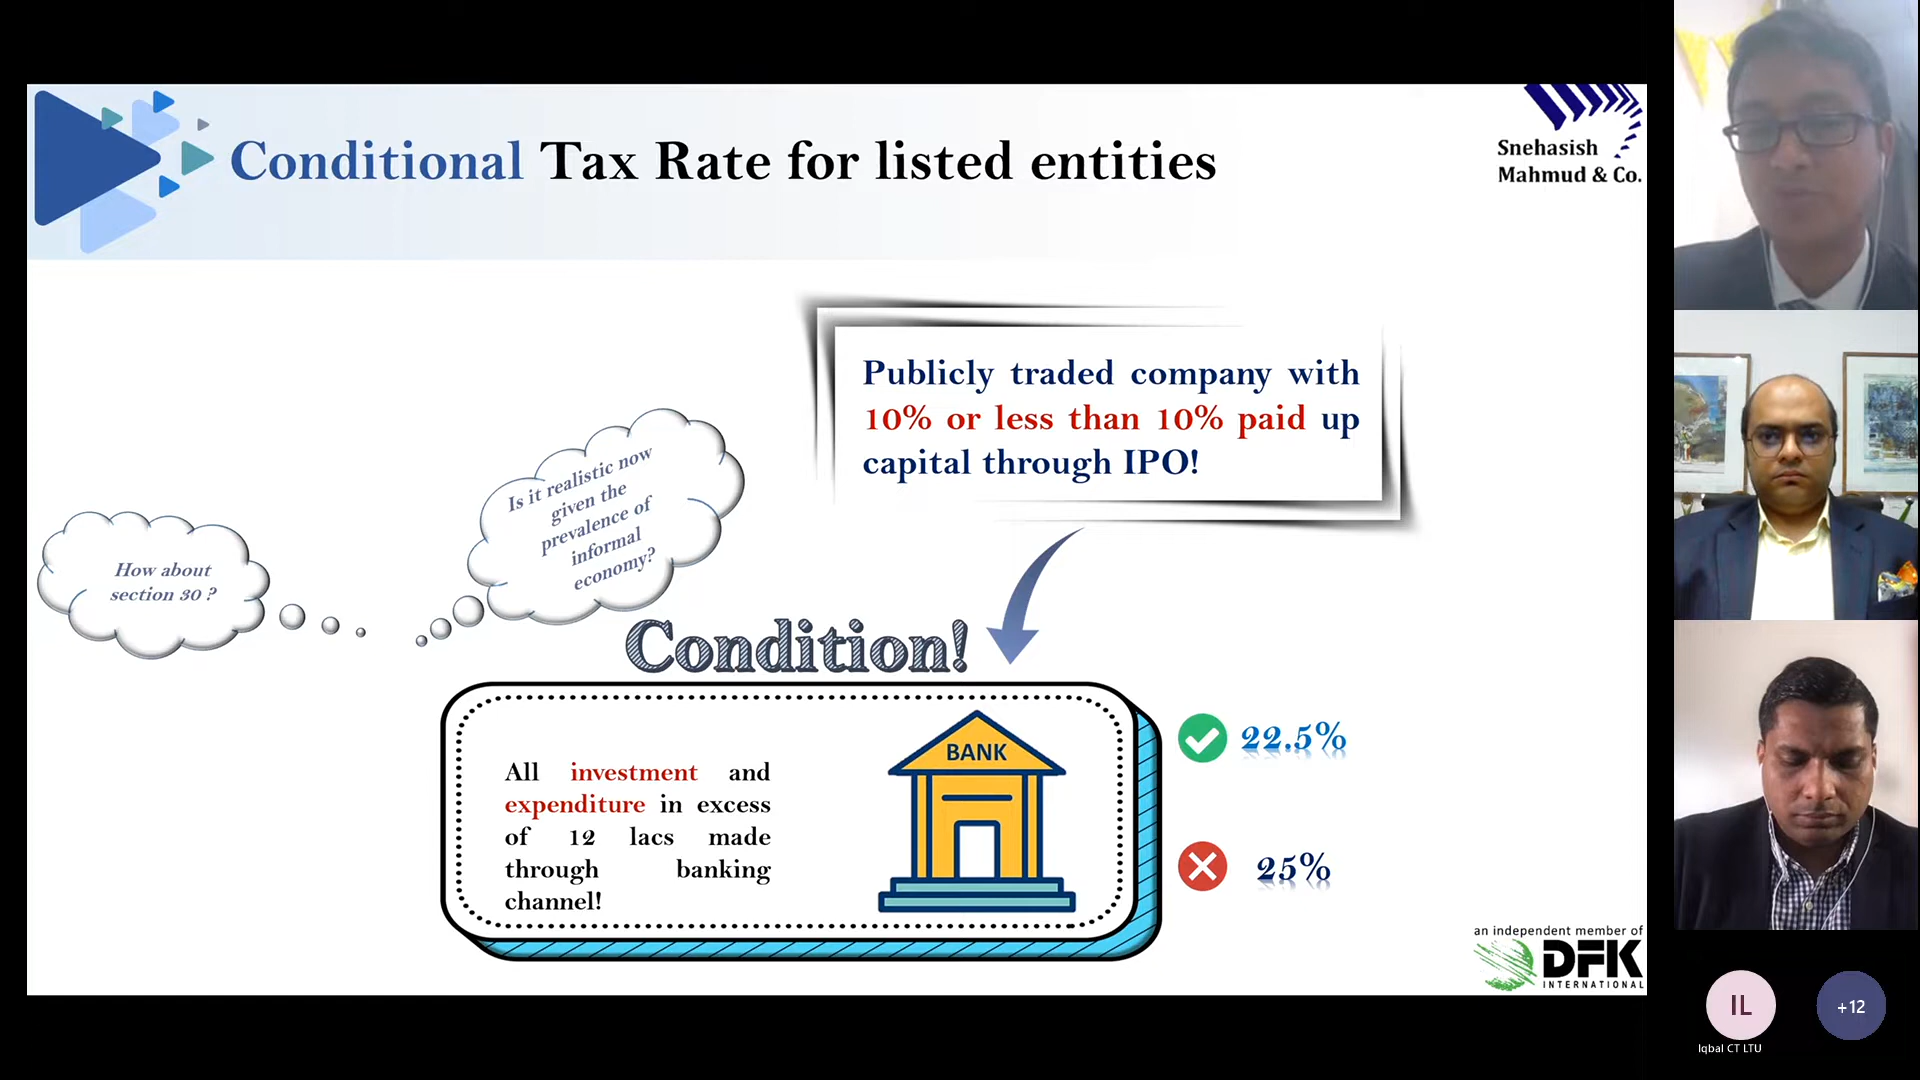 Conditional Tax Rate for listed entities
Snehasish
Mahmud & Co.
Publicly traded company with
10% or less than 10% paid up
capital through IPO!
Is it realistic now
given the
prevalence of
informal
economy?
How about
section 30 ?
Condition!
All investment and
expenditure in excess
of 12 lacs made
through banking
channel!
BANK
22.5%
25%
an independent member of
DFK
INTERNATIONAL
IL
Iqbal CT LTU
+12